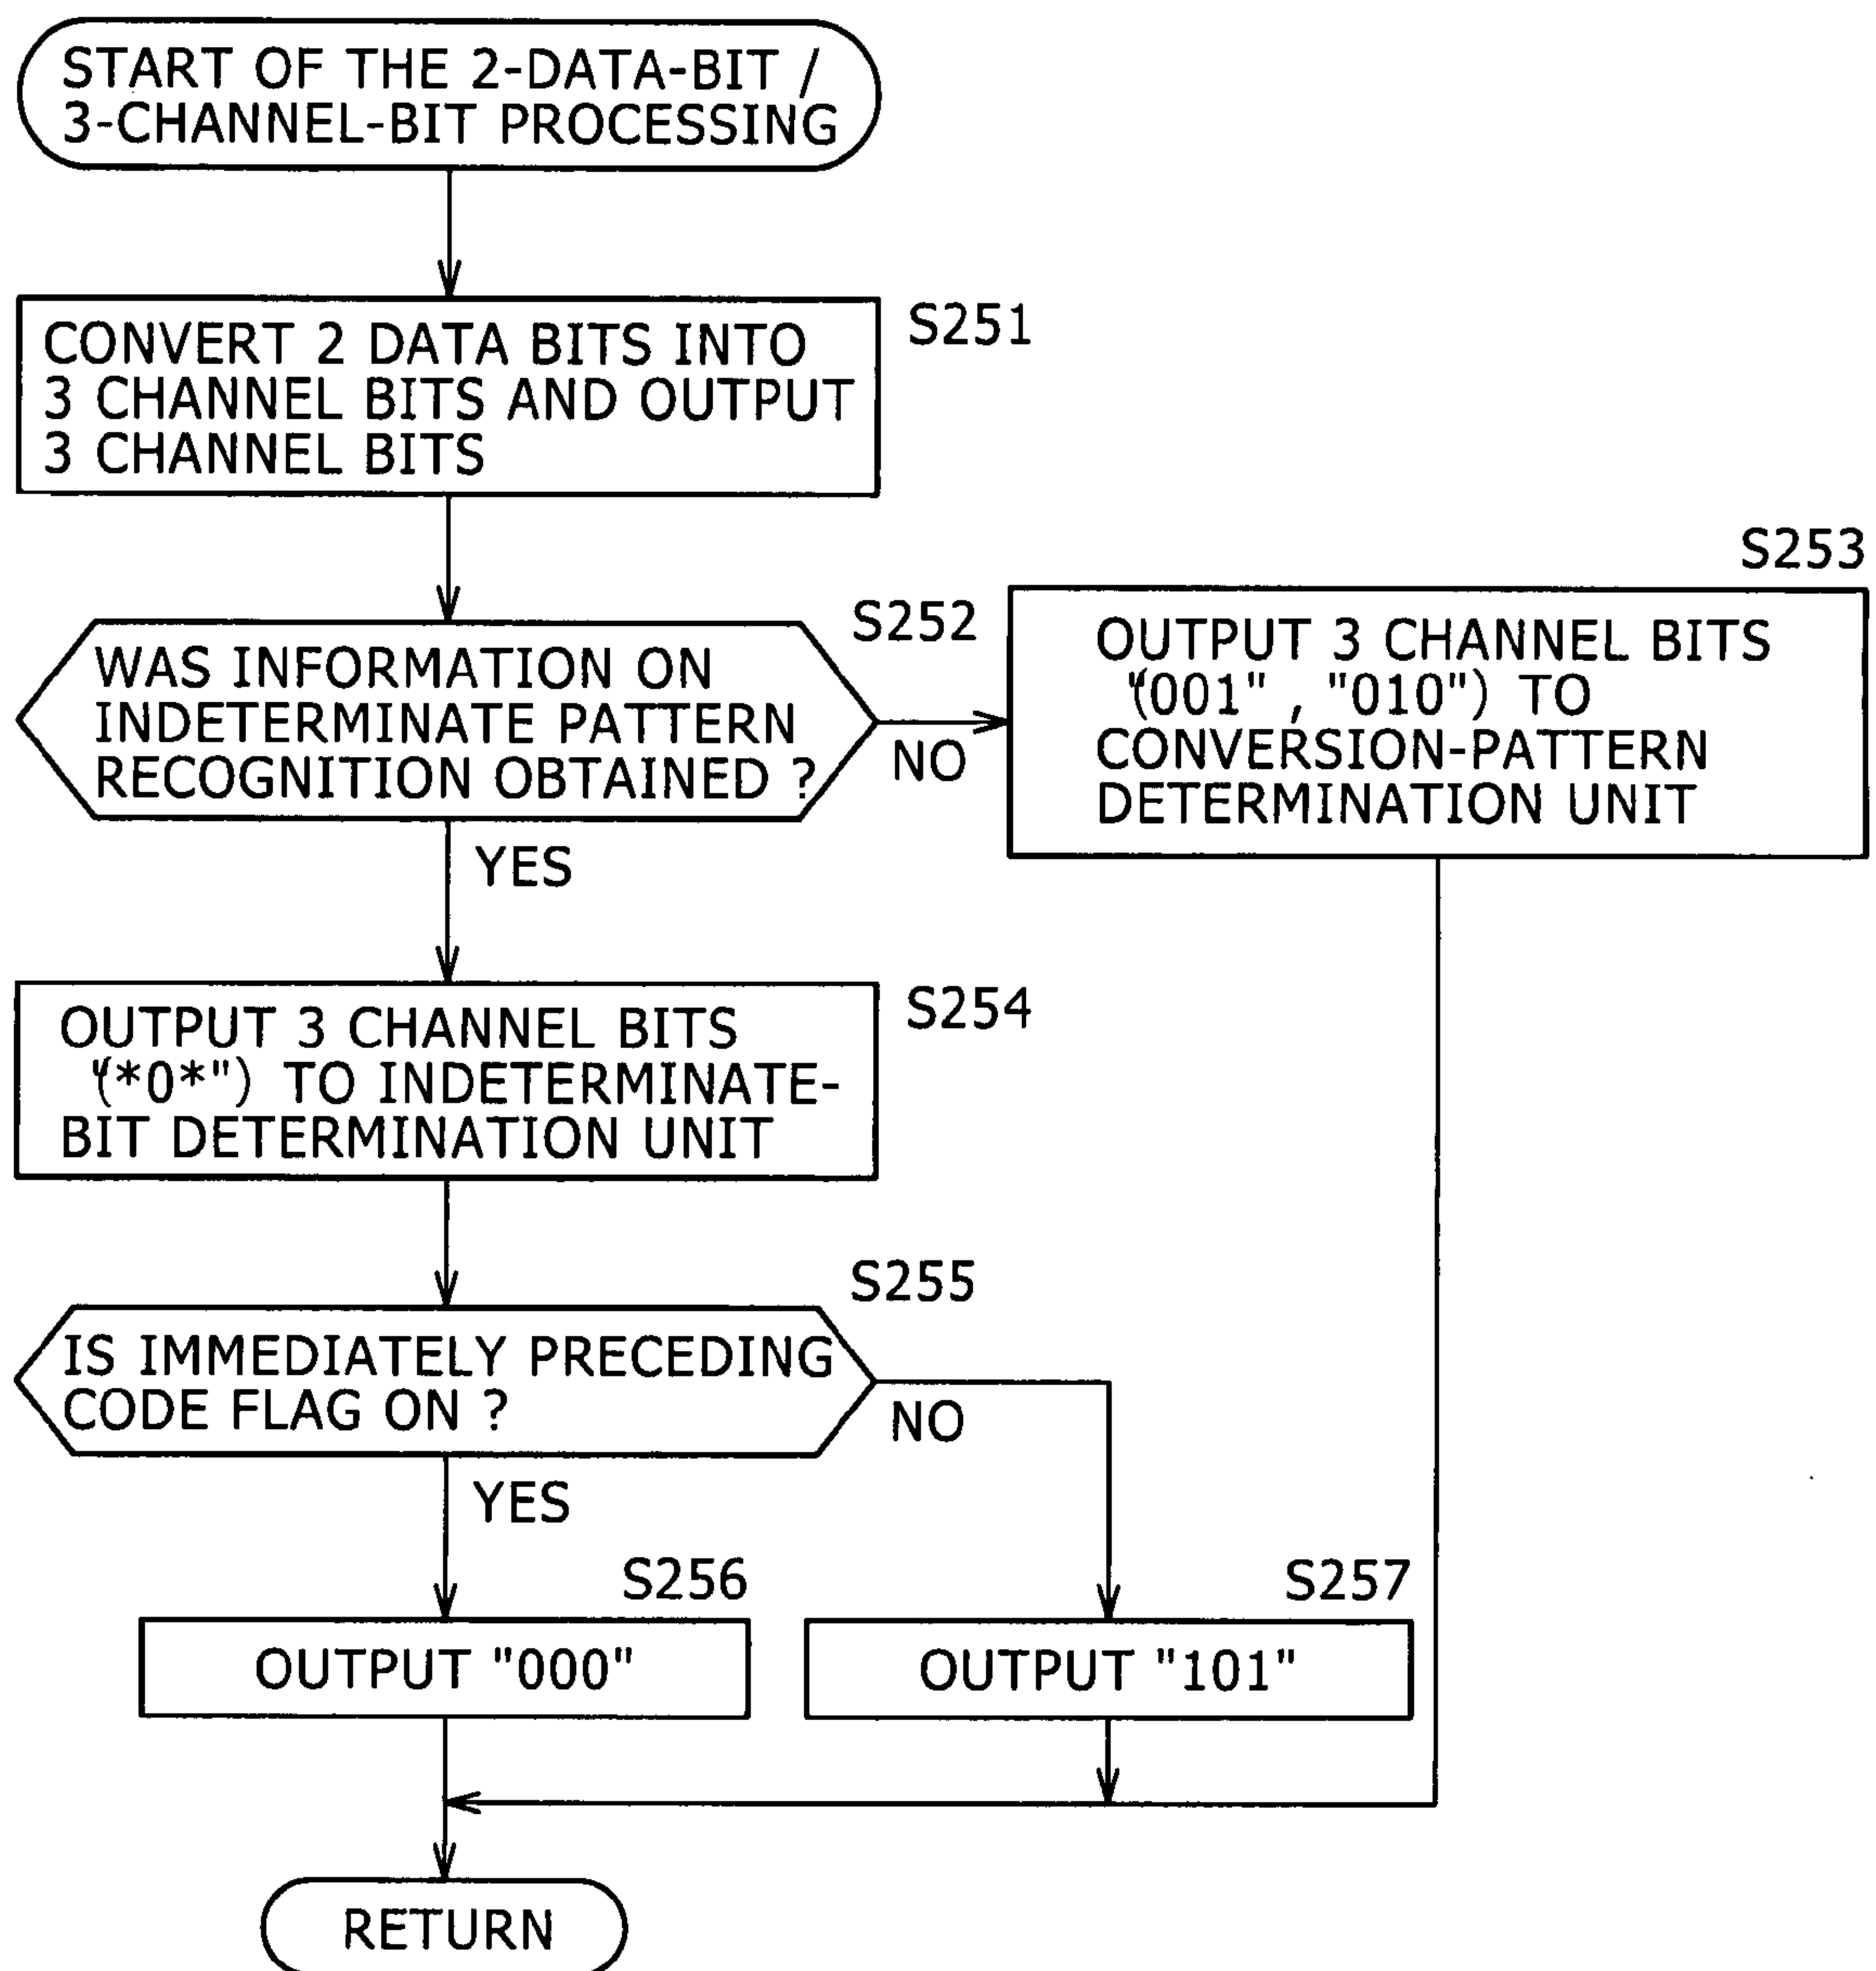 START OF THE 2-DATA-BIT /
3-CHANNEL-BIT PROCESSING
S251
CONVERT 2 DATA BITS INTO
3 CHANNEL BITS AND OUTPUT
3 CHANNEL BITS
S252
WAS INFORMATION ON
INDETERMINATE PATTERN
RECOGNITION OBTAINED ?
NO
YES
S253
OUTPUT 3 CHANNEL BITS
("001" , "010") TO
CONVERSION-PATTERN
DETERMINATION UNIT
S254
OUTPUT 3 CHANNEL BITS
("*0*") TO INDETERMINATE-
BIT DETERMINATION UNIT
S255
IS IMMEDIATELY PRECEDING
CODE FLAG ON ?
NO
YES
S256
OUTPUT "000"
S257
OUTPUT "101"
RETURN